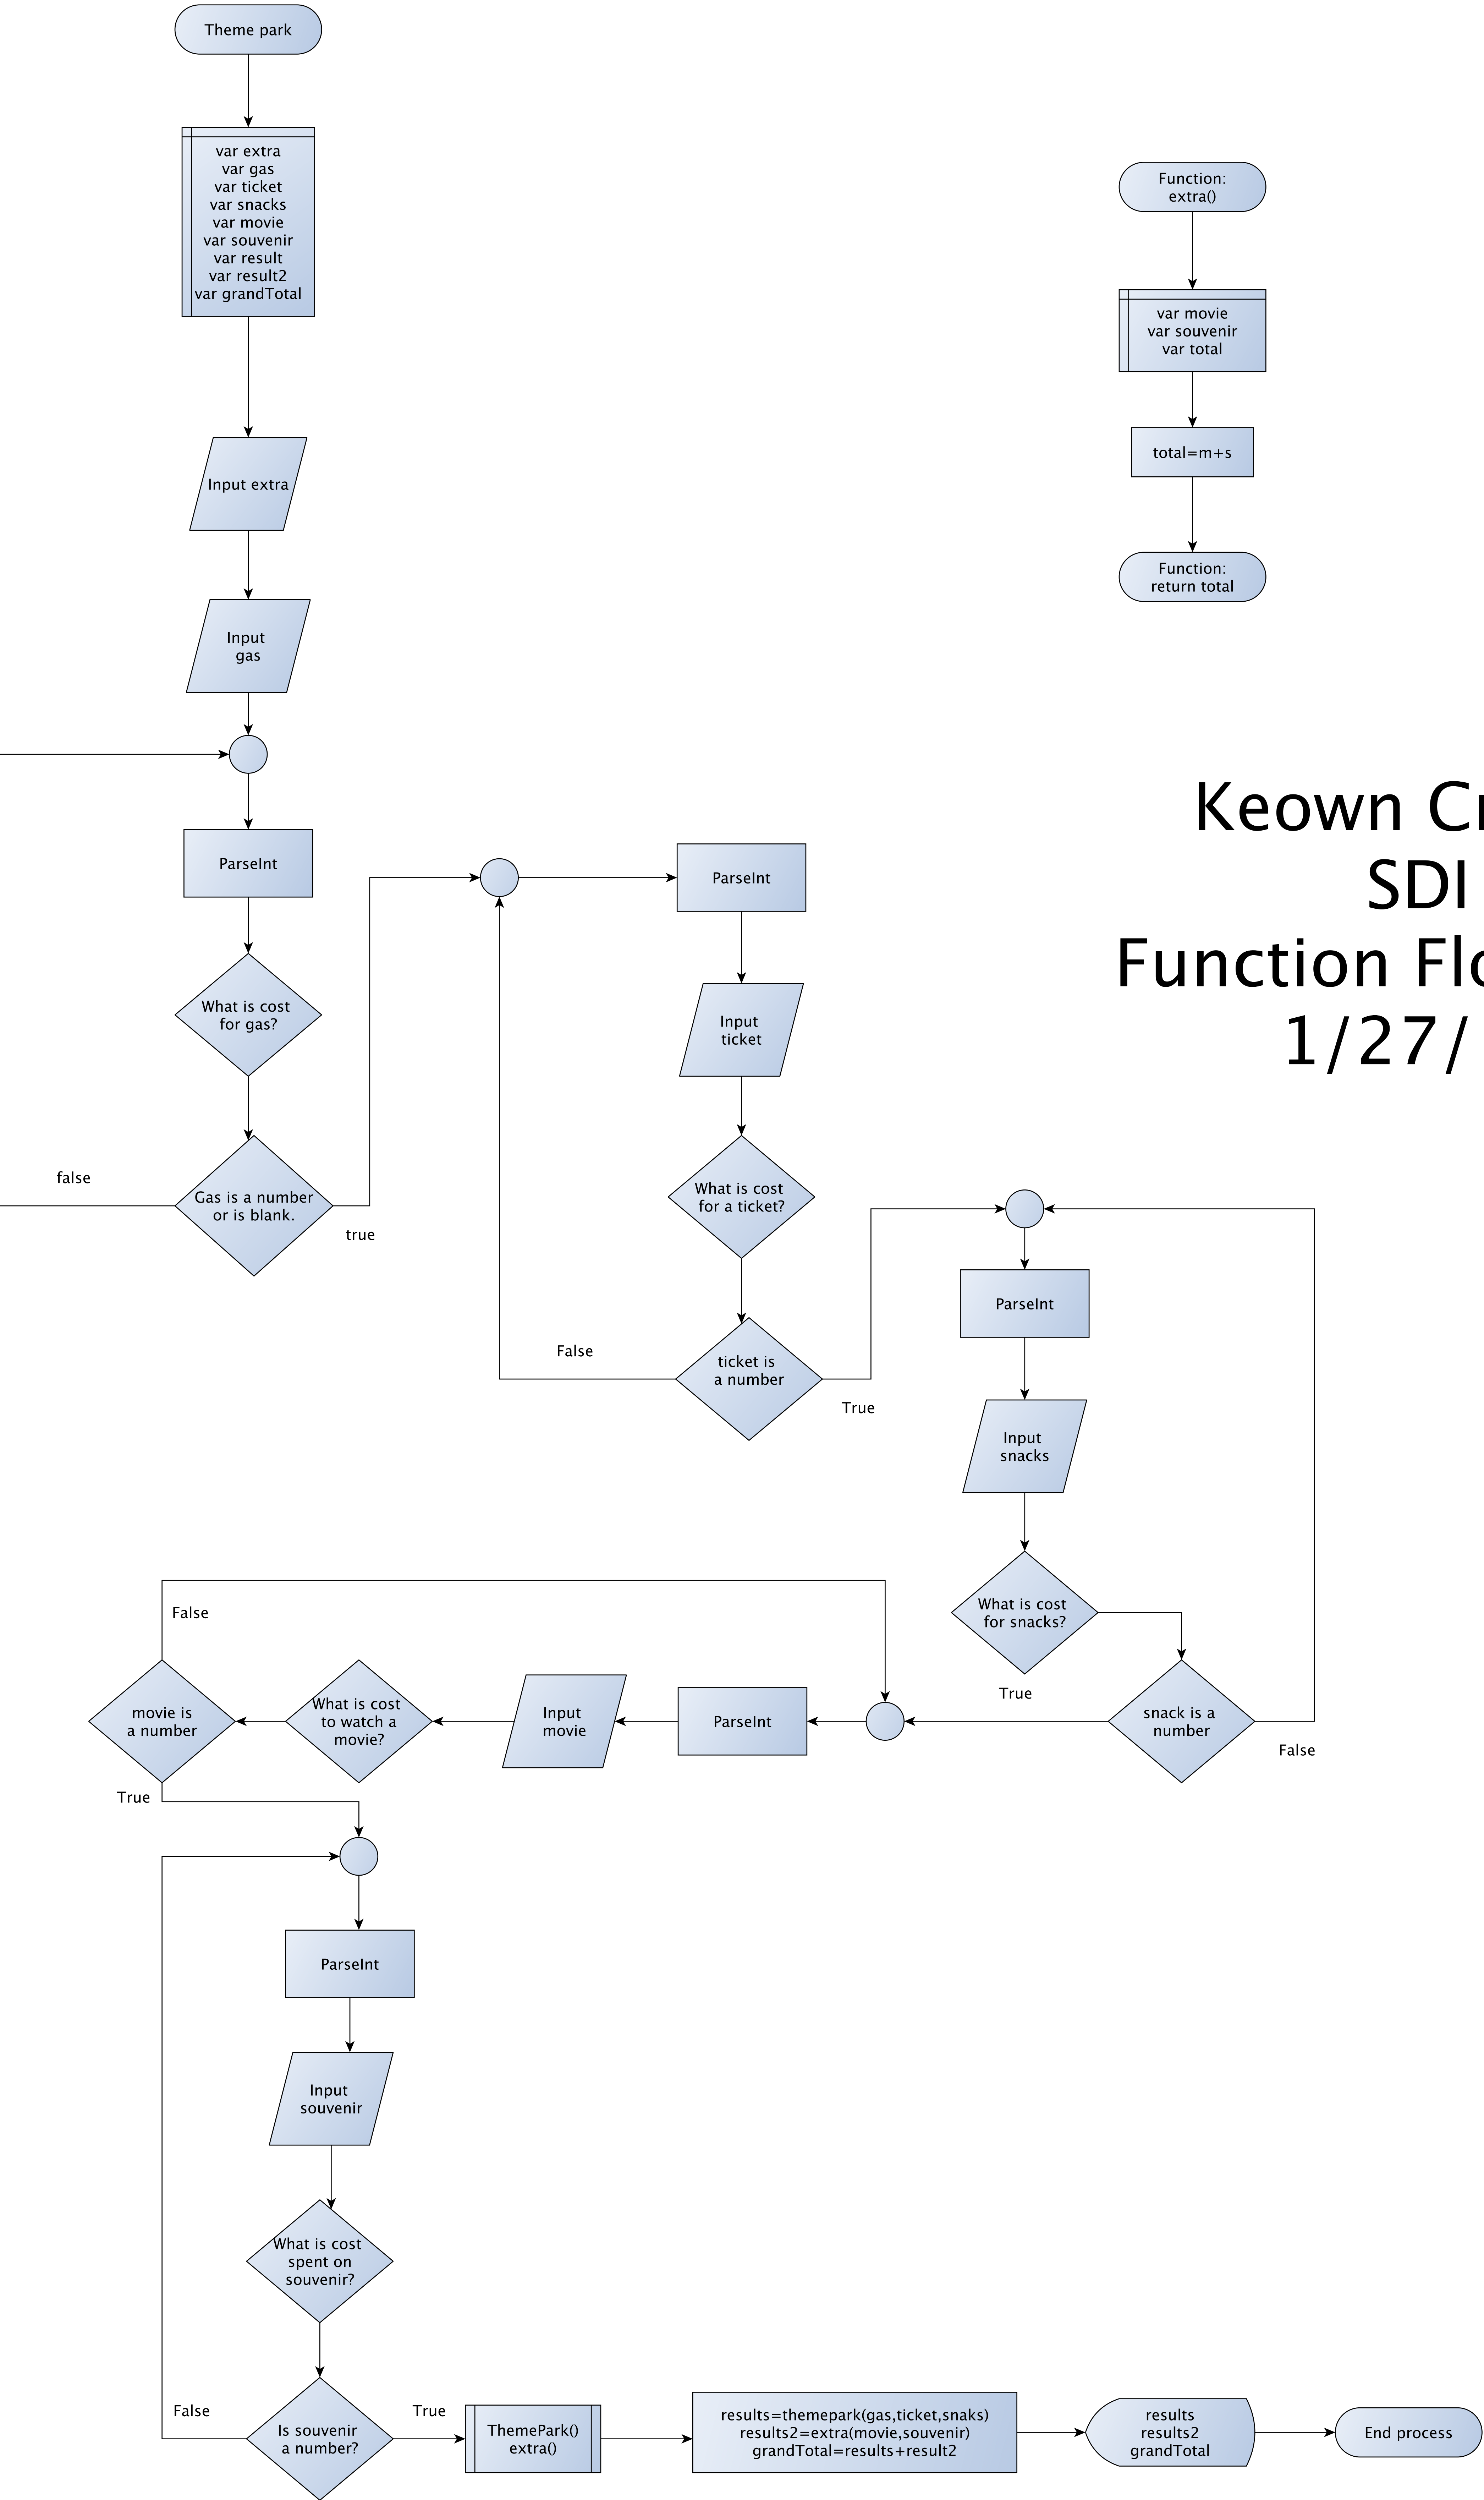 Theme park
var extra
var gas
var ticket
var snacks
var movie
var souvenir
var result
var result2
var grandTotal
Input extra
Input
gas
ParseInt
What is cost
for gas?
Gas is a number
or is blank.
false
true
ParseInt
Input
ticket
What is cost
for a ticket?
ticket is
a number
False
True
ParseInt
Input
snacks
What is cost
for snacks?
snack is a
number
True
False
ParseInt
Input
movie
What is cost
to watch a
movie?
movie is
a number
False
True
ParseInt
Input
souvenir
What is cost
spent on
souvenir?
Is souvenir
a number?
False
True
ThemePark()
extra()
results=themepark(gas,ticket,snaks)
results2=extra(movie,souvenir)
grandTotal=results+result2
results
results2
grandTotal
End process
Function:
extra()
var movie
var souvenir
var total
total=m+s
Function:
return total
Keown
SDI
Function
1/27/